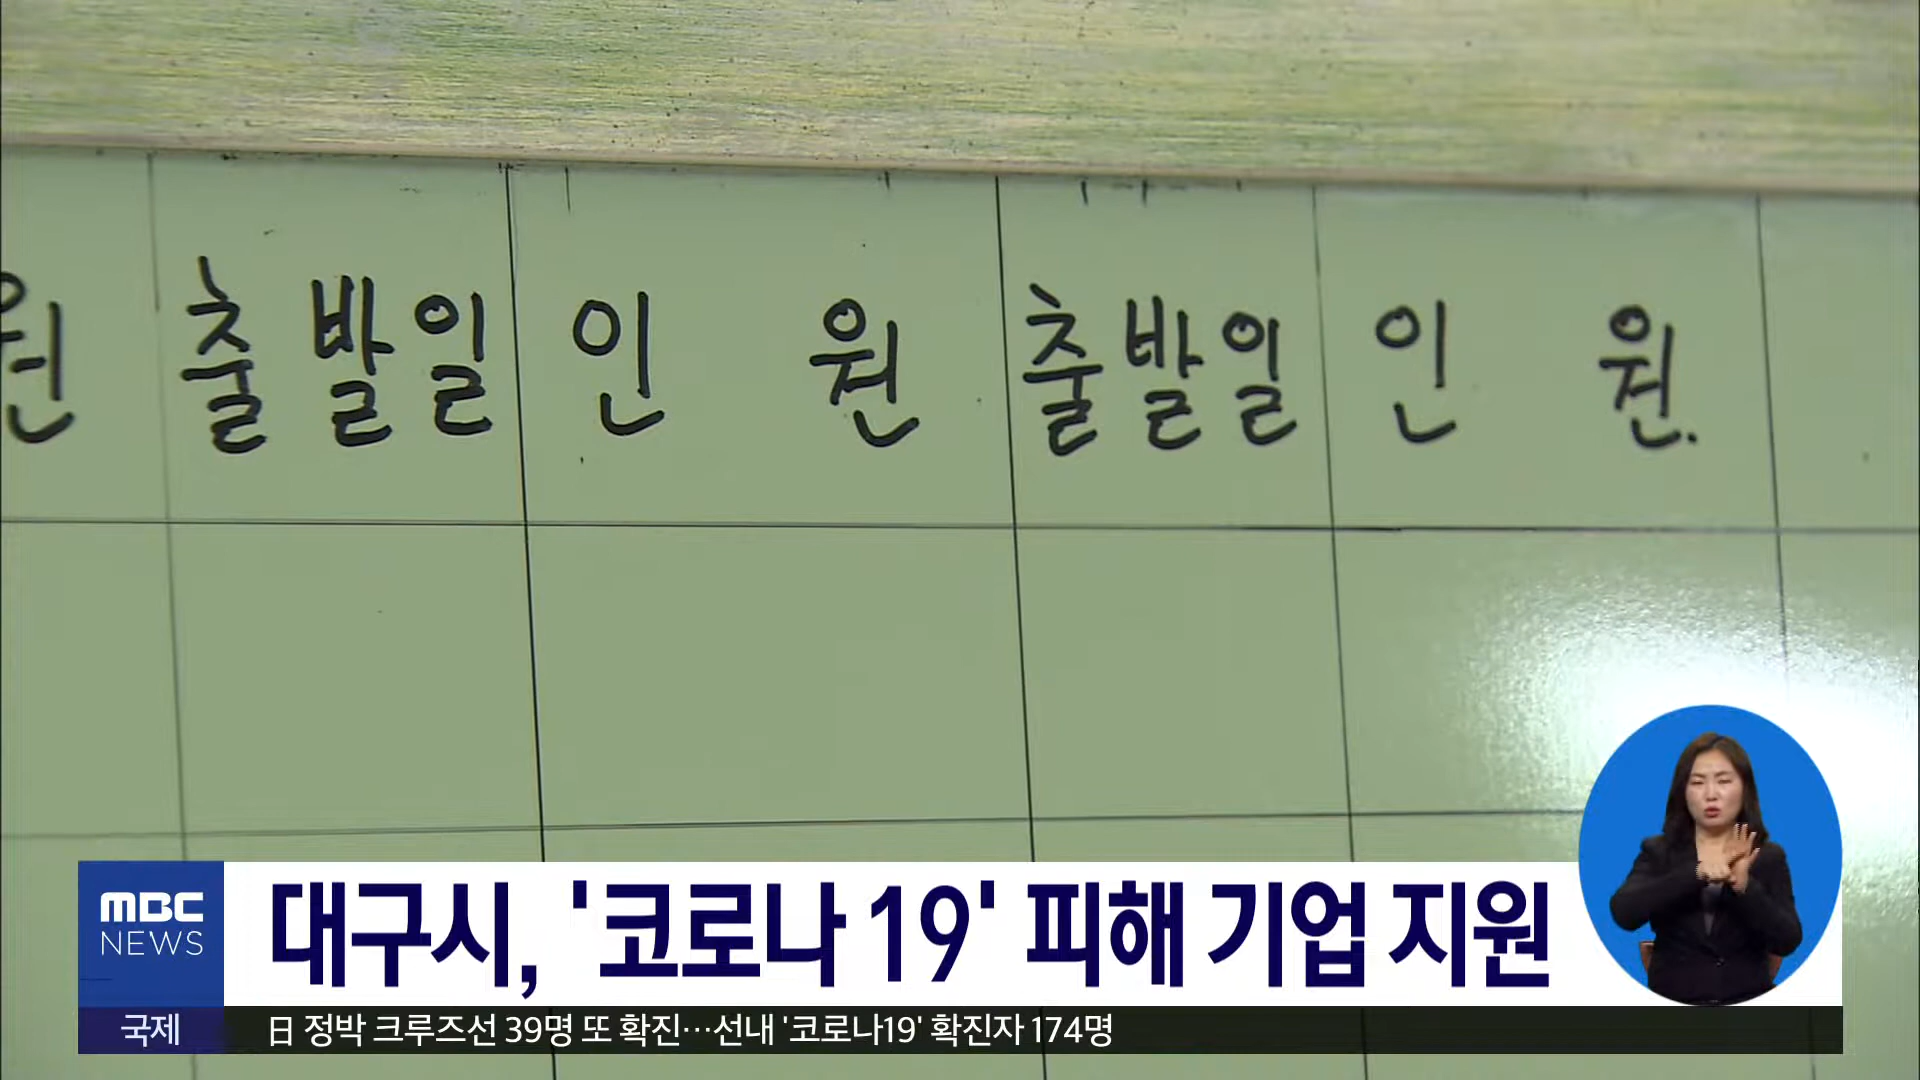 원 출발일 인 원 출발일 인 원.
MBC
NEWS
대구시, '코로나 19' 피해 기업 지원
국제 日 정박 크루즈선 39명 또 확진…선내 '코로나19' 확진자 174명